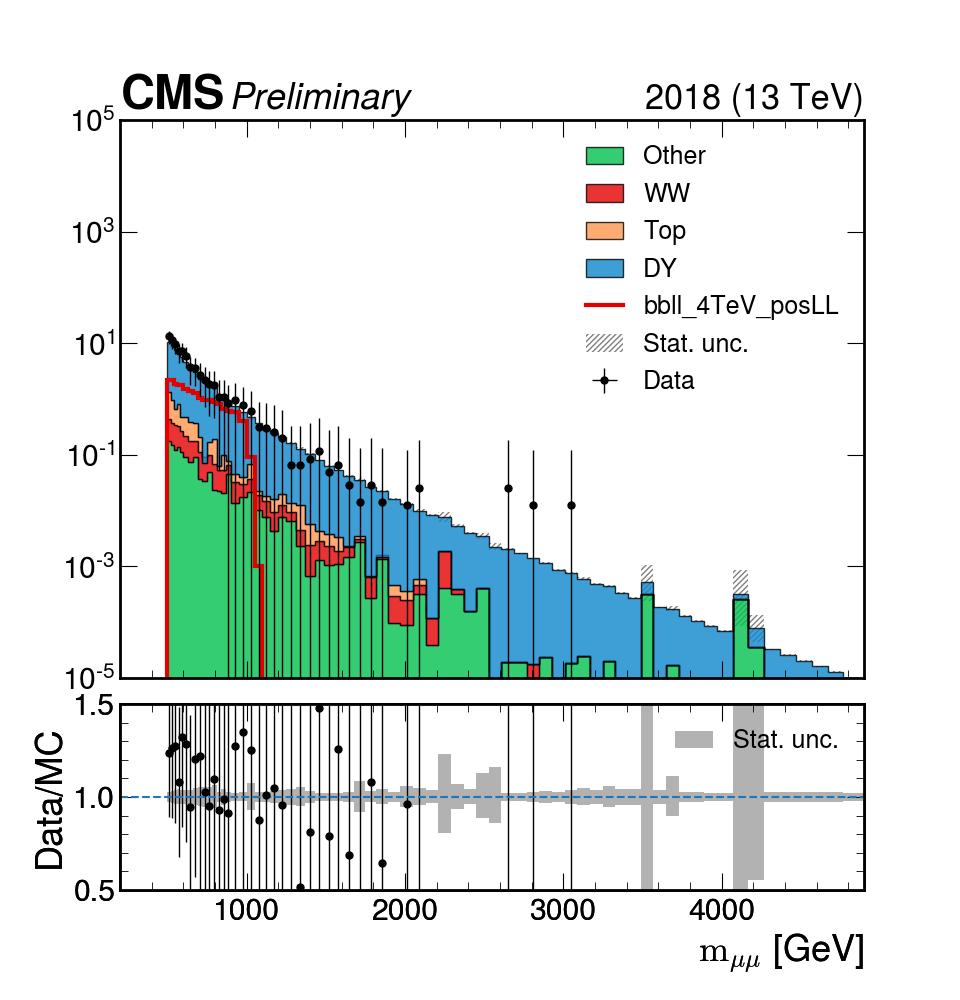 CMS Preliminary 2018 (13 TeV)
10^5
10^3
10^1
10^-1
10^-3
10^-5
Other
WW
Top
DY
bbll_4TeV_posLL
Stat. unc.
Data
Data/MC
1.5
1.0
0.5
Stat. unc.
1000 2000 3000 4000
m_μμ [GeV]